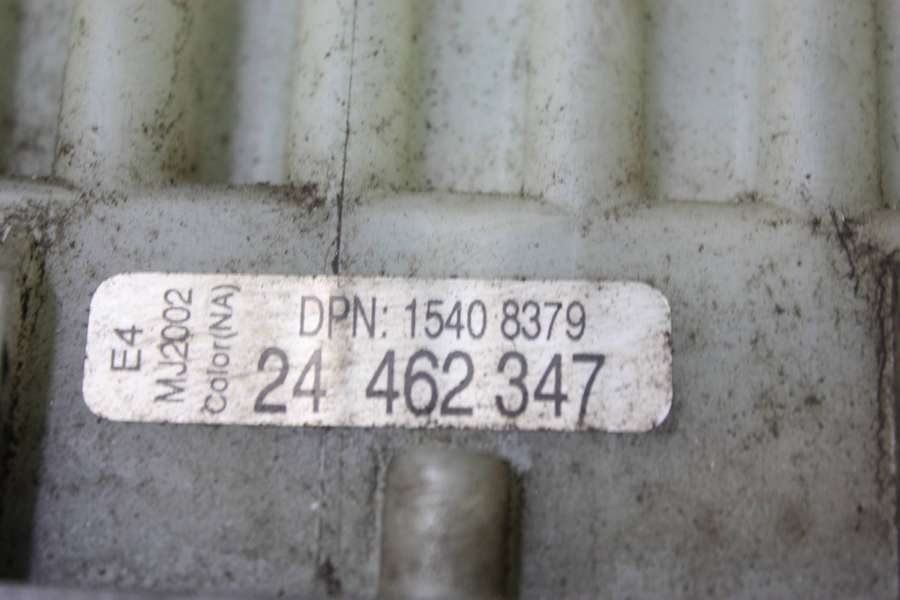 E4
MJ2002
Color(NA)
DPN: 1540 8379
24 462 347